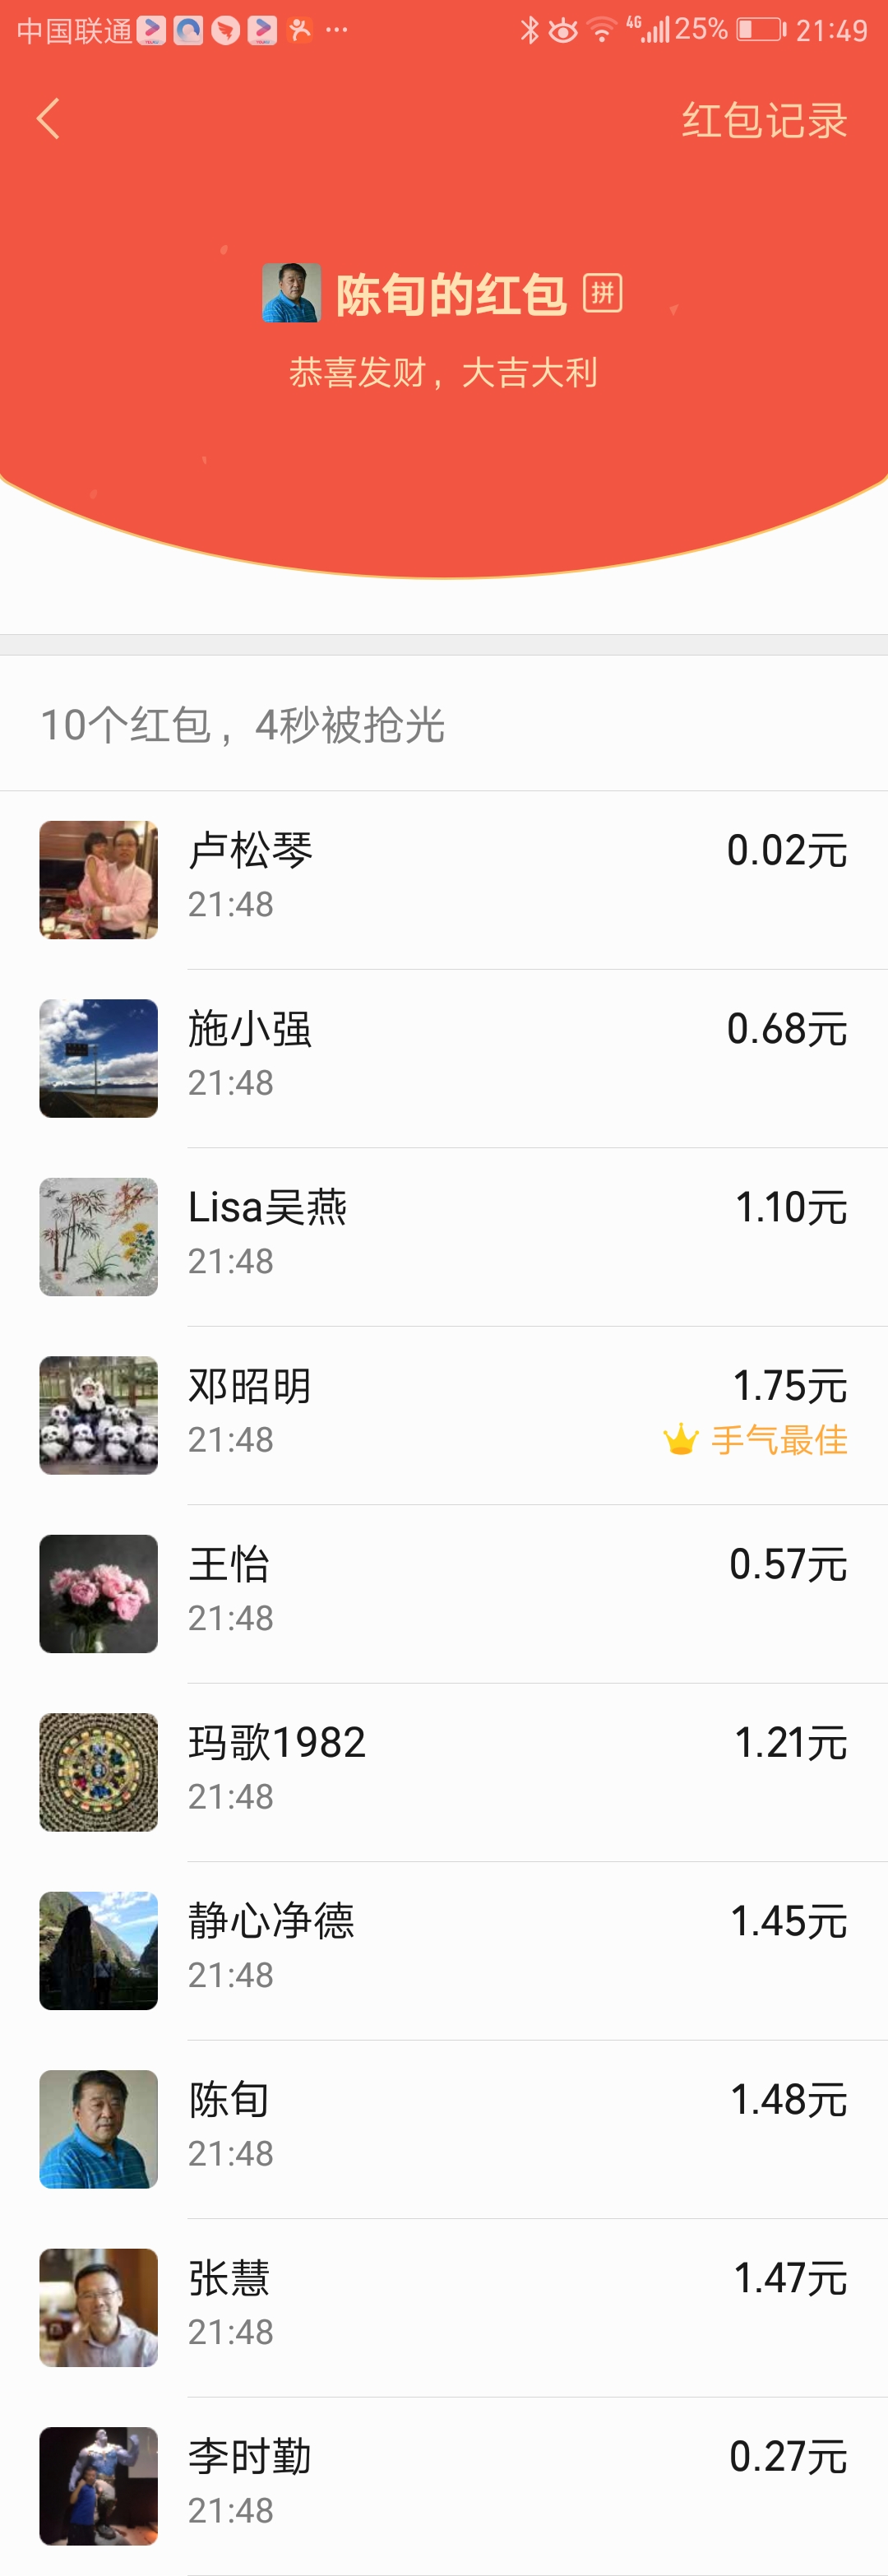 中国联通 ··· 4G 25% 21:49
红包记录
陈旬的红包 拼
恭喜发财，大吉大利
10个红包，4秒被抢光
卢松琴 0.02元
21:48
施小强 0.68元
21:48
Lisa吴燕 1.10元
21:48
邓昭明 1.75元
21:48 手气最佳
王怡 0.57元
21:48
玛歌1982 1.21元
21:48
静心净德 1.45元
21:48
陈旬 1.48元
21:48
张慧 1.47元
21:48
李时勤 0.27元
21:48